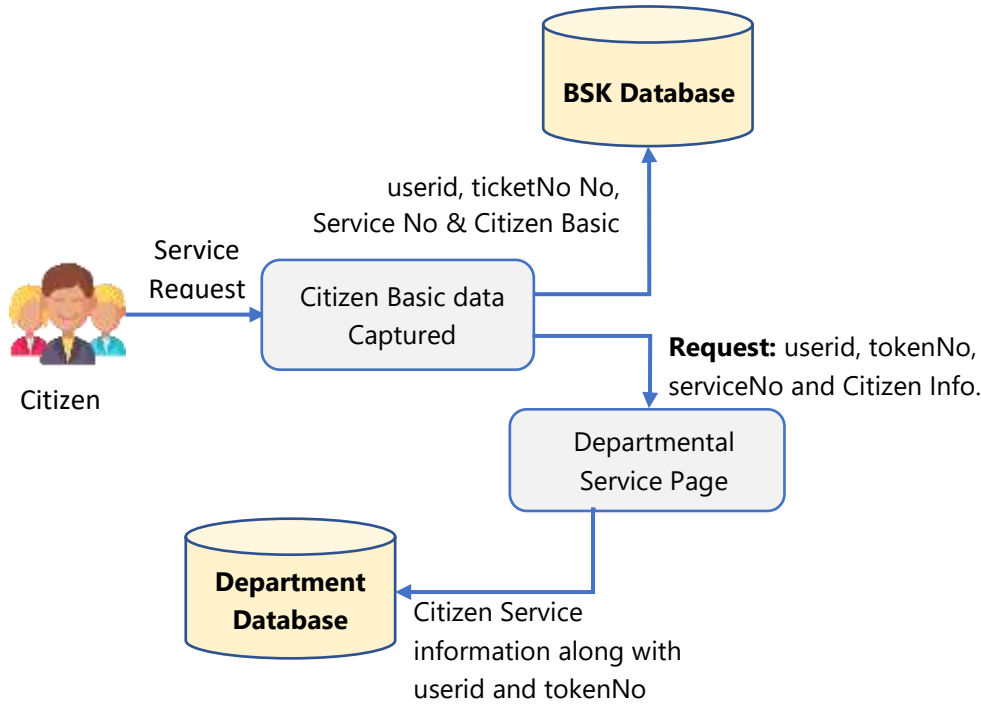 BSK Database
userid, ticketNo No,
Service No & Citizen Basic
Service
Request
Citizen Basic data
Captured
Citizen
Request: userid, tokenNo,
serviceNo and Citizen Info.
Departmental
Service Page
Department
Database
Citizen Service
information along with
userid and tokenNo